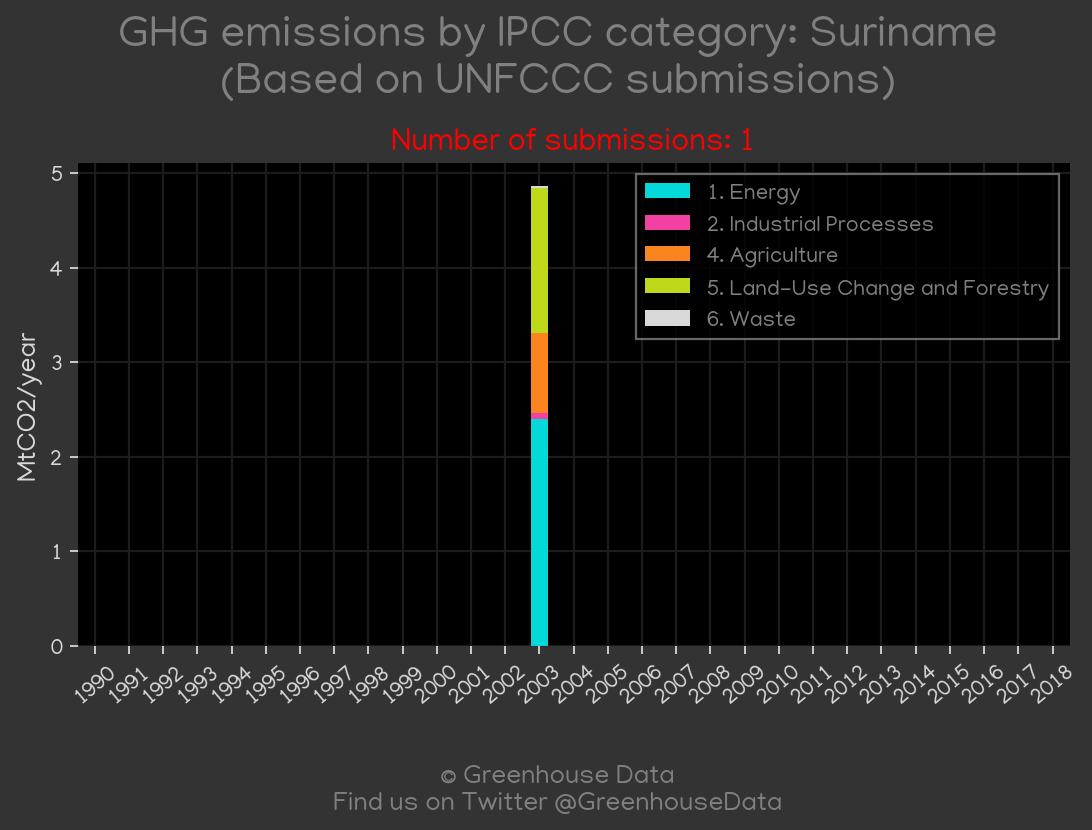 GHG emissions by IPCC category: Suriname
(Based on UNFCCC submissions)
Number of submissions: 1
5
4
3
2
1
0
MtCO2/year
1. Energy
2. Industrial Processes
4. Agriculture
5. Land-Use Change and Forestry
6. Waste
1990 1991 1992 1993 1994 1995 1996 1997 1998 1999 2000 2001 2002 2003 2004 2005 2006 2007 2008 2009 2010 2011 2012 2013 2014 2015 2016 2017 2018
© Greenhouse Data
Find us on Twitter @GreenhouseData